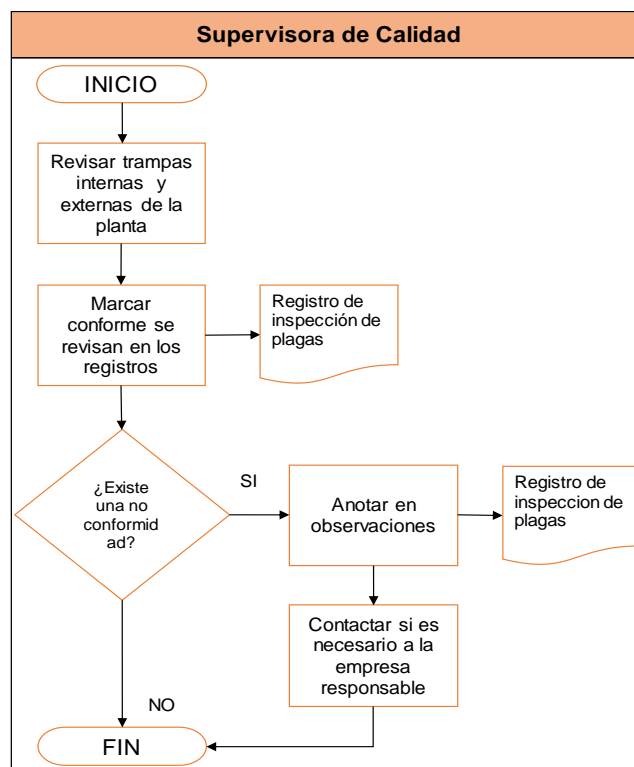 Supervisora de Calidad
INICIO
Revisar trampas
internas y
externas de la
planta
Marcar
conforme se
revisan en los
registros
Registro de
inspección de
plagas
¿Existe
una no
conformid
ad?
SI
Anotar en
observaciones
Registro de
inspeccion de
plagas
Contactar si es
necesario a la
empresa
responsable
NO
FIN